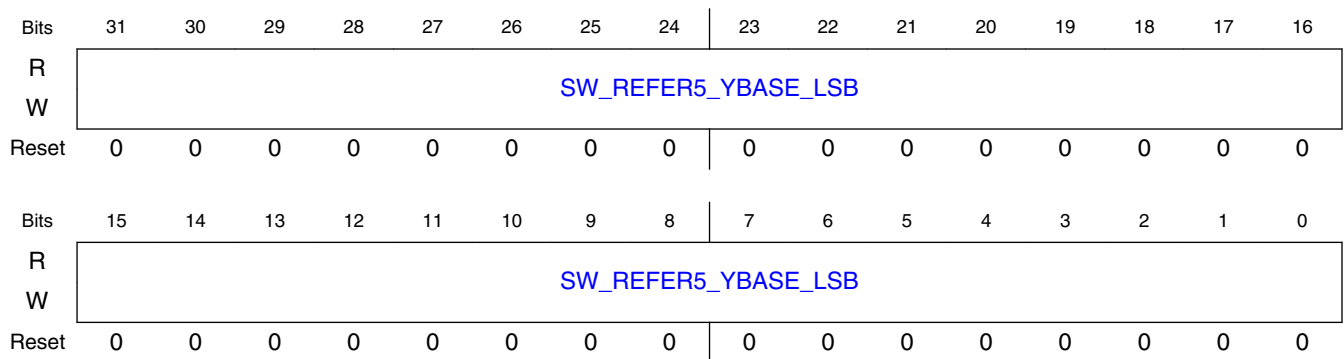 Bits 31 30 29 28 27 26 25 24 23 22 21 20 19 18 17 16
R
SW_REFER5_YBASE_LSB
W
Reset 0 0 0 0 0 0 0 0 0 0 0 0 0 0 0 0
Bits 15 14 13 12 11 10 9 8 7 6 5 4 3 2 1 0
R
SW_REFER5_YBASE_LSB
W
Reset 0 0 0 0 0 0 0 0 0 0 0 0 0 0 0 0